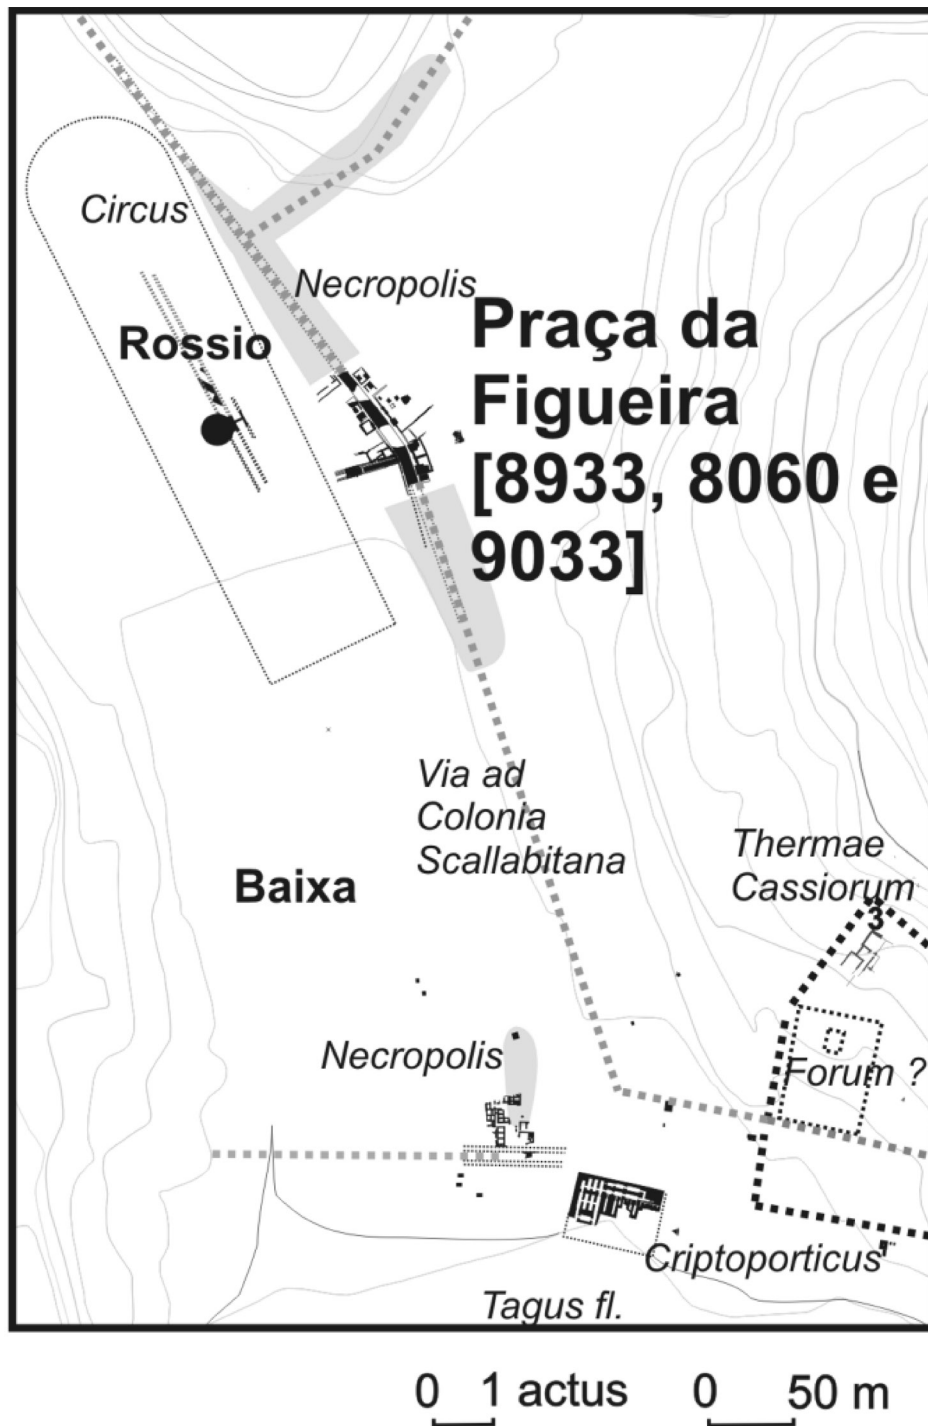 Circus
Necropolis
Rossio
Praça da
Figueira
[8933, 8060 e
9033]
Via ad
Colonia
Scallabitana
Baixa
Thermae
Cassiorum
3
Necropolis
Forum ?
Criptoporticus
Tagus fl.
0 1 actus 0 50 m